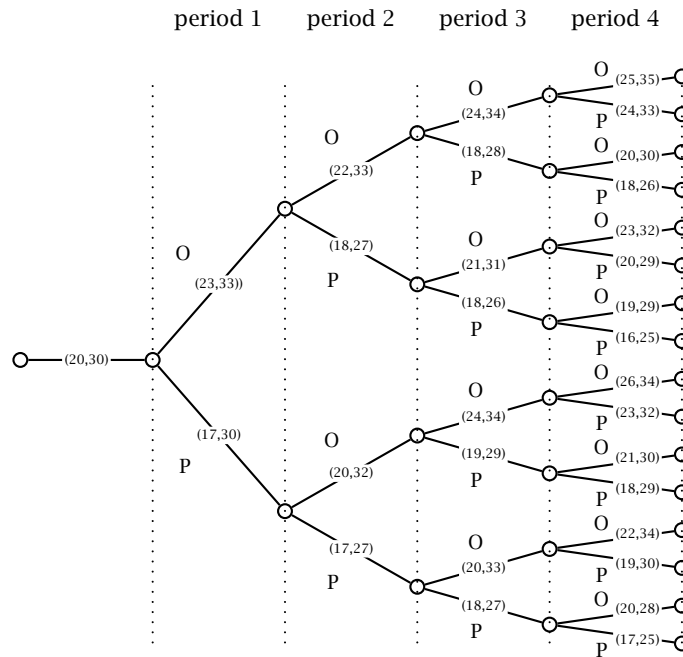 period 1 period 2 period 3 period 4
O (25,35)
O
(24,34) (24,33)
P
O O (20,30)
(22,33) (18,28)
P (18,26)
P
O O (23,32)
(18,27) (21,31) (20,29)
O P
(23,33)) P (18,26) O (19,29)
P (16,25)
P
(20,30)
O (26,34)
O
(24,34) (23,32)
P
(17,30) O O (21,30)
P (20,32) (19,29)
P (18,29)
P
O O (22,34)
(17,27) (20,33) (19,30)
P P
(18,27) O (20,28)
P (17,25)
P